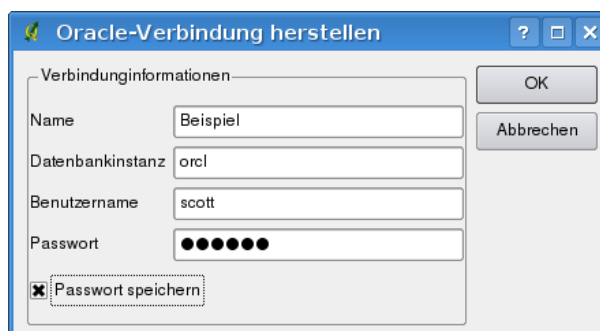 Oracle-Verbindung herstellen
Verbindunginformationen
OK
Name Beispiel
Abbrechen
Datenbankinstanz orcl
Benutzername scott
Passwort ●●●●●●
Passwort speichern